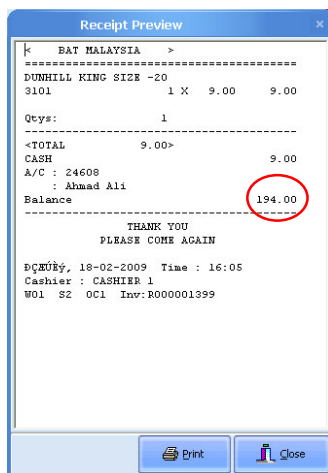 Receipt Preview
< BAT MALAYSIA >
DUNHILL KING SIZE -20
3101 1 X 9.00 9.00
Qtys: 1
<TOTAL 9.00>
CASH 9.00
A/C : 24608
: Ahmad Ali
Balance 194.00
THANK YOU
PLEASE COME AGAIN
ÐÇÆÚÈý, 18-02-2009 Time : 16:05
Cashier : CASHIER 1
W01 S2 OC1 Inv:R000001399
Print
Close